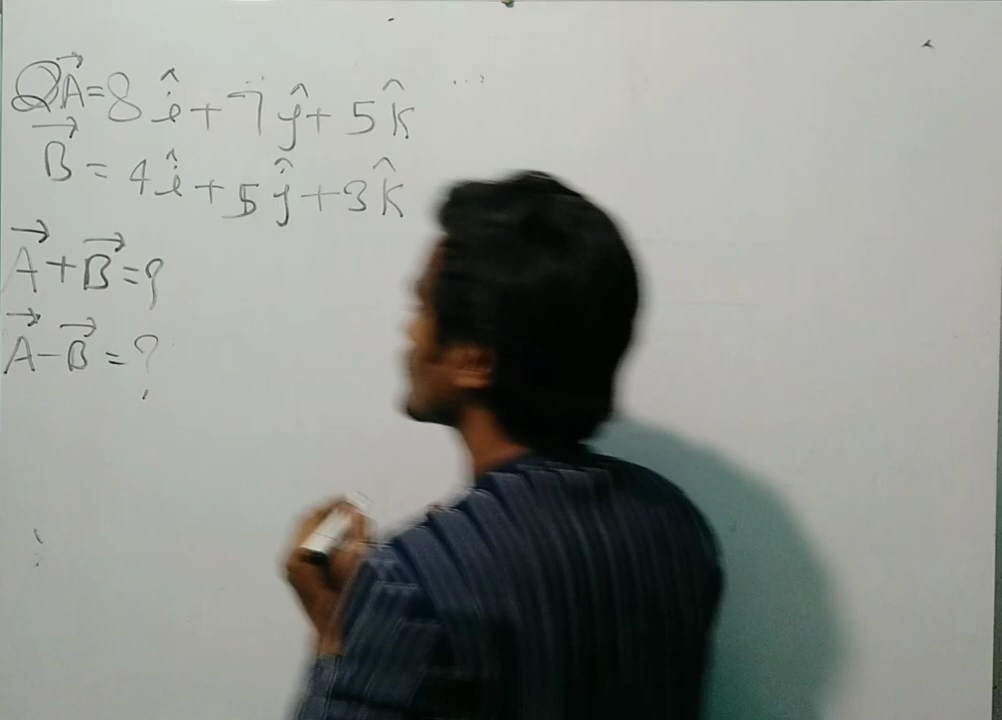 Q A⃗ = 8î + 7ĵ + 5k̂
B⃗ = 4î + 5ĵ + 3k̂
A⃗ + B⃗ = ?
A⃗ − B⃗ = ?